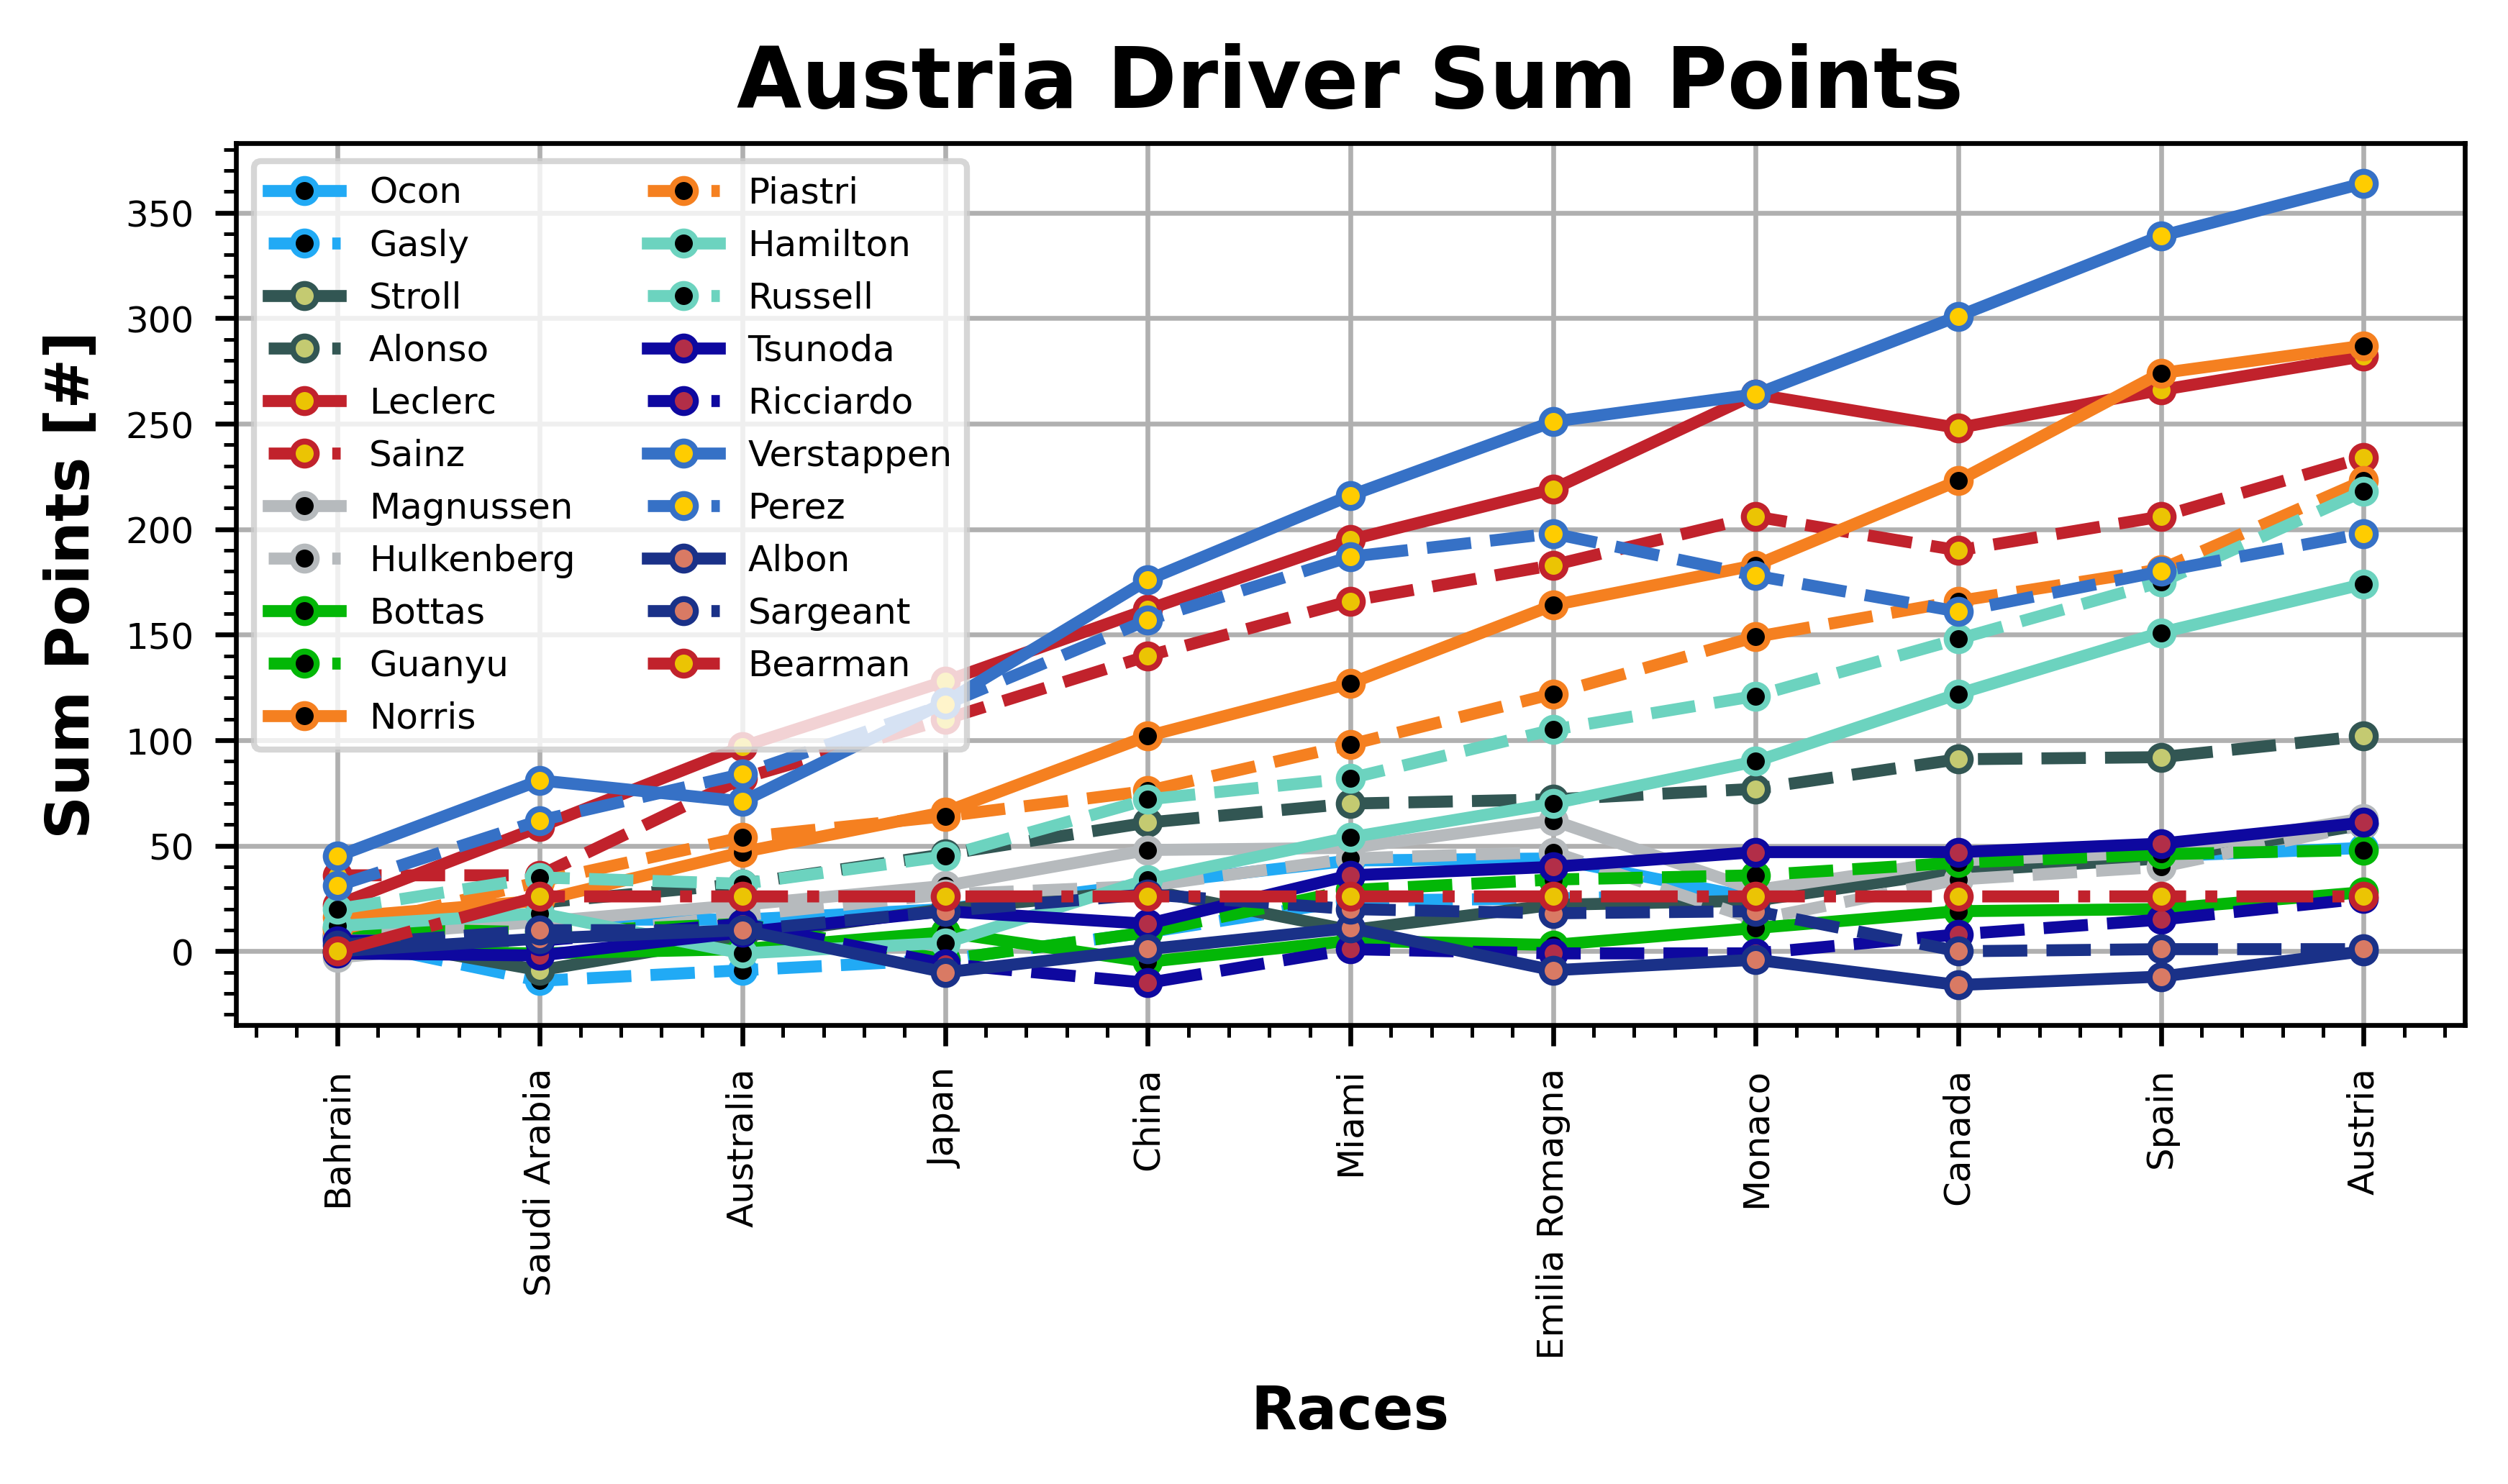 Austria Driver Sum Points
Sum Points [#]
350
300
250
200
150
100
50
0
Ocon
Gasly
Stroll
Alonso
Leclerc
Sainz
Magnussen
Hulkenberg
Bottas
Guanyu
Norris
Piastri
Hamilton
Russell
Tsunoda
Ricciardo
Verstappen
Perez
Albon
Sargeant
Bearman
Bahrain
Saudi Arabia
Australia
Japan
China
Miami
Emilia Romagna
Monaco
Canada
Spain
Austria
Races